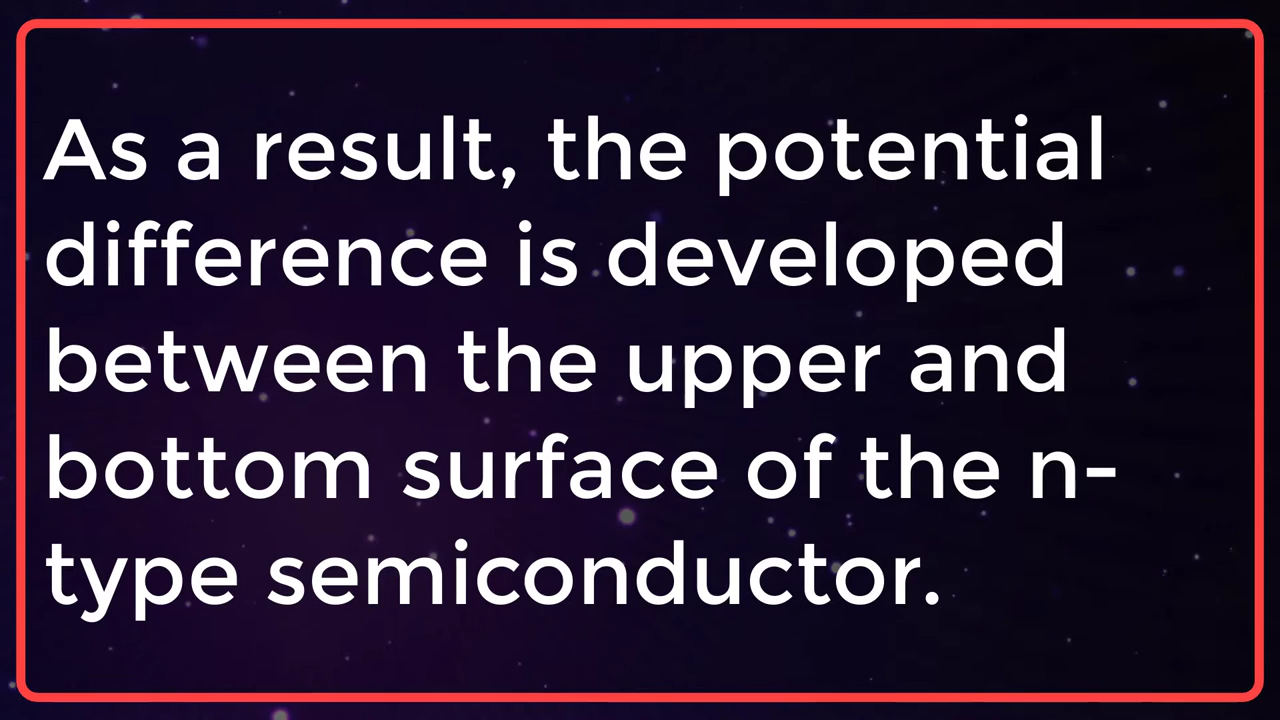 As a result, the potential
difference is developed
between the upper and
bottom surface of the n-
type semiconductor.